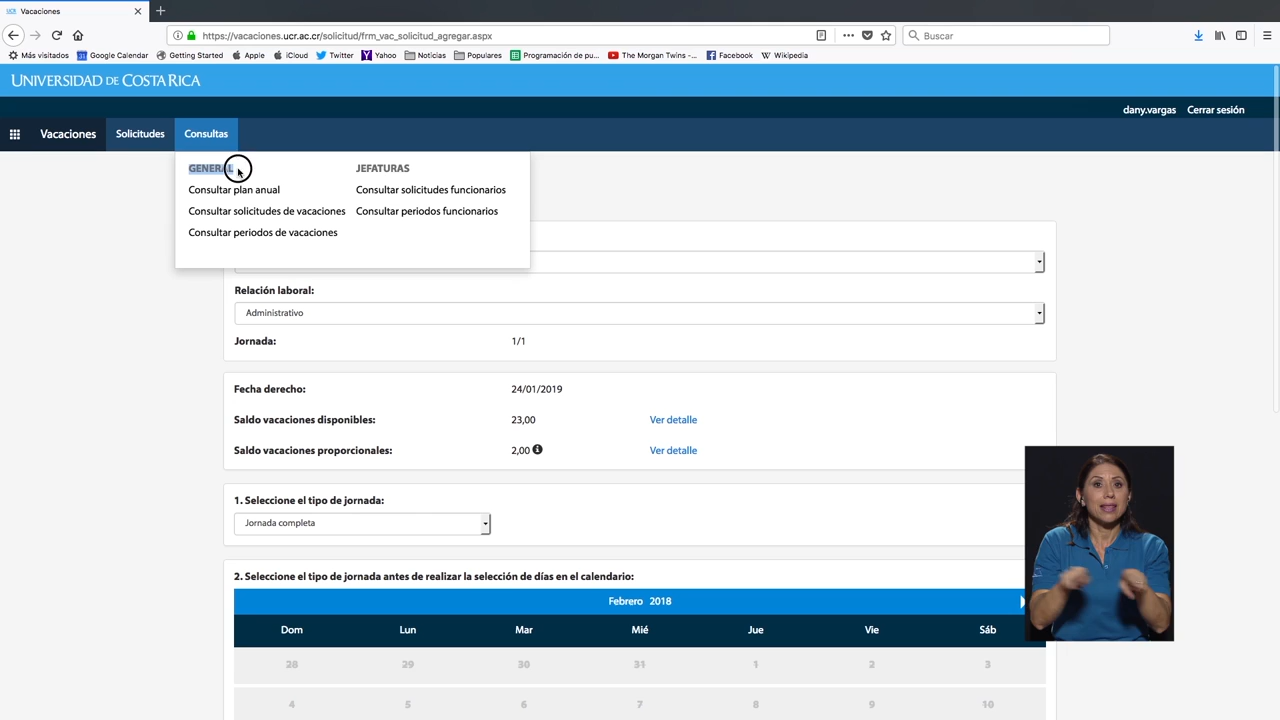 Vacaciones
https://vacaciones.ucr.ac.cr/solicitud/frm_vac_solicitud_agregar.aspx
Buscar
Más visitados Google Calendar Getting Started Apple iCloud Twitter Yahoo Noticias Populares Programación de pu... The Morgan Twins -... Facebook Wikipedia
UNIVERSIDAD DE COSTA RICA
dany.vargas Cerrar sesión
Vacaciones Solicitudes Consultas
GENERAL JEFATURAS
Consultar plan anual Consultar solicitudes funcionarios
Consultar solicitudes de vacaciones Consultar periodos funcionarios
Consultar periodos de vacaciones
Relación laboral:
Administrativo
Jornada: 1/1
Fecha derecho: 24/01/2019
Saldo vacaciones disponibles: 23,00 Ver detalle
Saldo vacaciones proporcionales: 2,00 Ver detalle
1. Seleccione el tipo de jornada:
Jornada completa
2. Seleccione el tipo de jornada antes de realizar la selección de días en el calendario:
Febrero 2018
Dom Lun Mar Mié Jue Vie Sáb
28 29 30 31 1 2 3
4 5 6 7 8 9 10